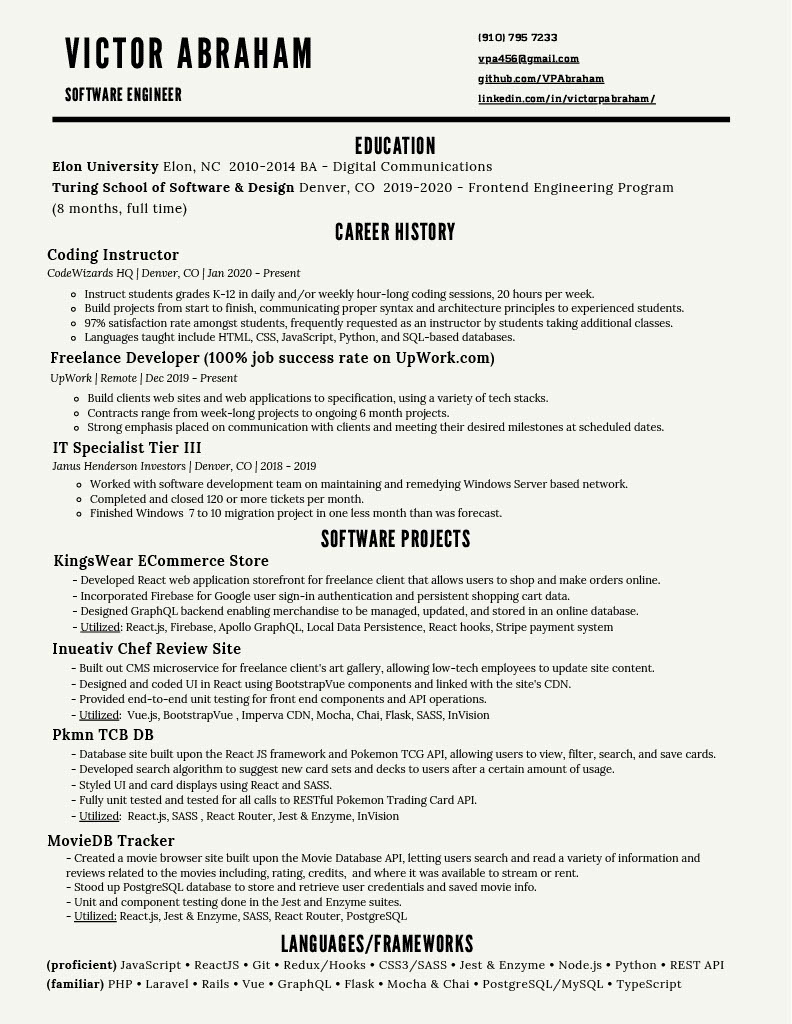 VICTOR ABRAHAM
SOFTWARE ENGINEER
(910) 795 7233
vpa456@gmail.com
github.com/VPAbraham
linkedin.com/in/victorpabraham/
EDUCATION
Elon University Elon, NC 2010-2014 BA - Digital Communications
Turing School of Software & Design Denver, CO 2019-2020 - Frontend Engineering Program
(8 months, full time)
CAREER HISTORY
Coding Instructor
CodeWizards HQ | Denver, CO | Jan 2020 - Present
Instruct students grades K-12 in daily and/or weekly hour-long coding sessions, 20 hours per week.
Build projects from start to finish, communicating proper syntax and architecture principles to experienced students.
97% satisfaction rate amongst students, frequently requested as an instructor by students taking additional classes.
Languages taught include HTML, CSS, JavaScript, Python, and SQL-based databases.
Freelance Developer (100% job success rate on UpWork.com)
UpWork | Remote | Dec 2019 - Present
Build clients web sites and web applications to specification, using a variety of tech stacks.
Contracts range from week-long projects to ongoing 6 month projects.
Strong emphasis placed on communication with clients and meeting their desired milestones at scheduled dates.
IT Specialist Tier III
Janus Henderson Investors | Denver, CO | 2018 - 2019
Worked with software development team on maintaining and remedying Windows Server based network.
Completed and closed 120 or more tickets per month.
Finished Windows 7 to 10 migration project in one less month than was forecast.
SOFTWARE PROJECTS
KingsWear ECommerce Store
- Developed React web application storefront for freelance client that allows users to shop and make orders online.
- Incorporated Firebase for Google user sign-in authentication and persistent shopping cart data.
- Designed GraphQL backend enabling merchandise to be managed, updated, and stored in an online database.
- Utilized: React.js, Firebase, Apollo GraphQL, Local Data Persistence, React hooks, Stripe payment system
Inueativ Chef Review Site
- Built out CMS microservice for freelance client's art gallery, allowing low-tech employees to update site content.
- Designed and coded UI in React using BootstrapVue components and linked with the site's CDN.
- Provided end-to-end unit testing for front end components and API operations.
- Utilized: Vue.js, BootstrapVue , Imperva CDN, Mocha, Chai, Flask, SASS, InVision
Pkmn TCB DB
- Database site built upon the React JS framework and Pokemon TCG API, allowing users to view, filter, search, and save cards.
- Developed search algorithm to suggest new card sets and decks to users after a certain amount of usage.
- Styled UI and card displays using React and SASS.
- Fully unit tested and tested for all calls to RESTful Pokemon Trading Card API.
- Utilized: React.js, SASS , React Router, Jest & Enzyme, InVision
MovieDB Tracker
- Created a movie browser site built upon the Movie Database API, letting users search and read a variety of information and
reviews related to the movies including, rating, credits, and where it was available to stream or rent.
- Stood up PostgreSQL database to store and retrieve user credentials and saved movie info.
- Unit and component testing done in the Jest and Enzyme suites.
- Utilized: React.js, Jest & Enzyme, SASS, React Router, PostgreSQL
LANGUAGES/FRAMEWORKS
(proficient) JavaScript • ReactJS • Git • Redux/Hooks • CSS3/SASS • Jest & Enzyme • Node.js • Python • REST API
(familiar) PHP • Laravel • Rails • Vue • GraphQL • Flask • Mocha & Chai • PostgreSQL/MySQL • TypeScript